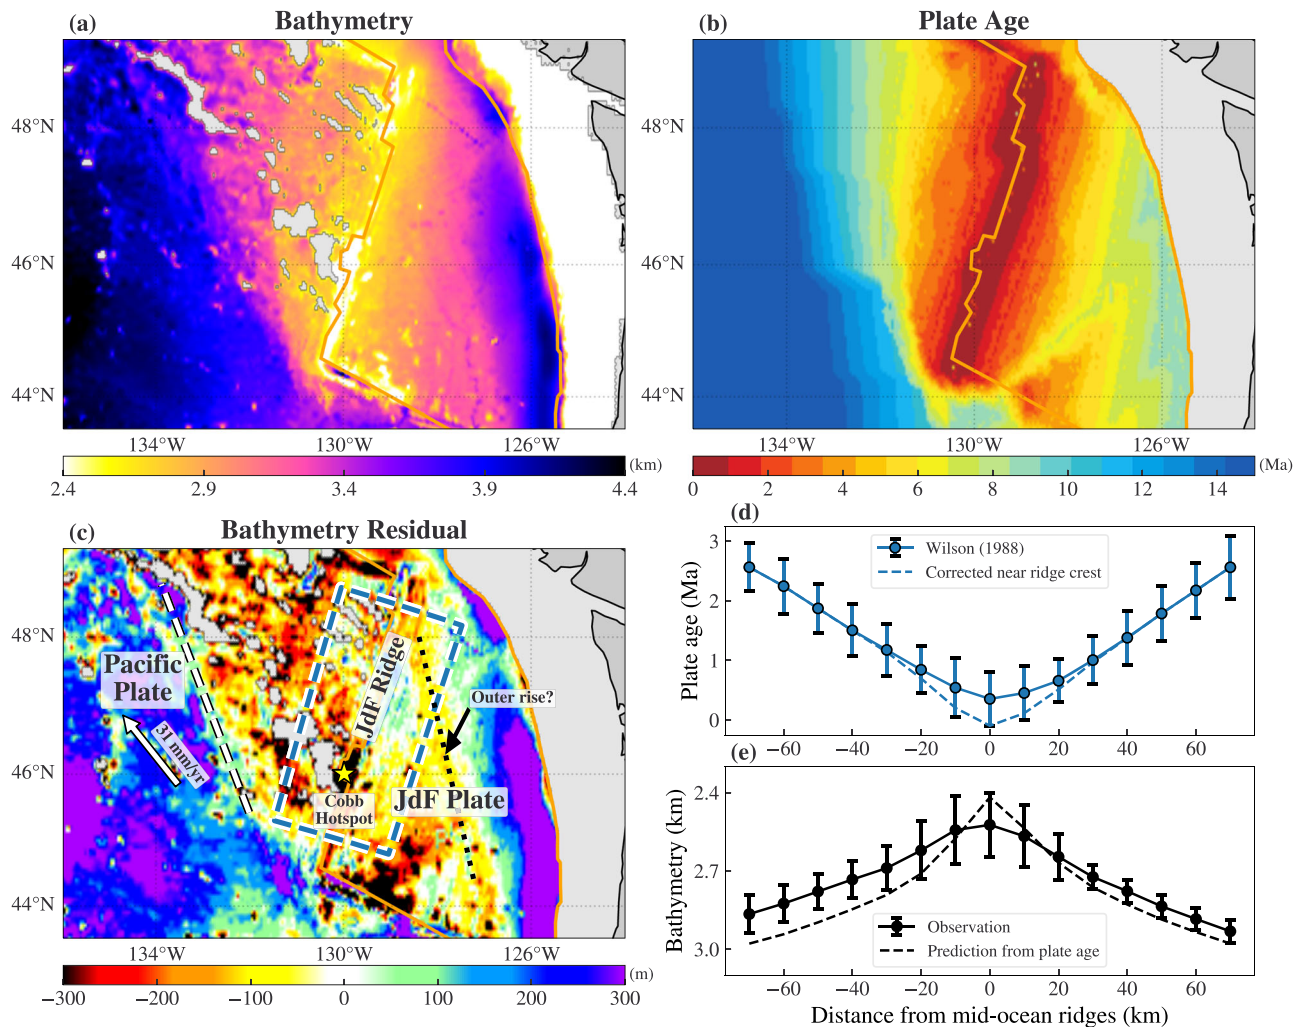 (a)
Bathymetry
48°N
46°N
44°N
134°W
130°W
126°W
(km)
2.4
2.9
3.4
3.9
4.4
(b)
Plate Age
48°N
46°N
44°N
134°W
130°W
126°W
(Ma)
0
2
4
6
8
10
12
14
(c)
Bathymetry Residual
48°N
46°N
44°N
Pacific
Plate
31 mm/yr
JdF Ridge
Outer rise?
Cobb
Hotspot
JdF Plate
134°W
130°W
126°W
(m)
−300
−200
−100
0
100
200
300
(d)
Plate age (Ma)
3
2
1
0
Wilson (1988)
Corrected near ridge crest
−60
−40
−20
0
20
40
60
(e)
Bathymetry (km)
2.4
2.7
3.0
Observation
Prediction from plate age
−60
−40
−20
0
20
40
60
Distance from mid-ocean ridges (km)